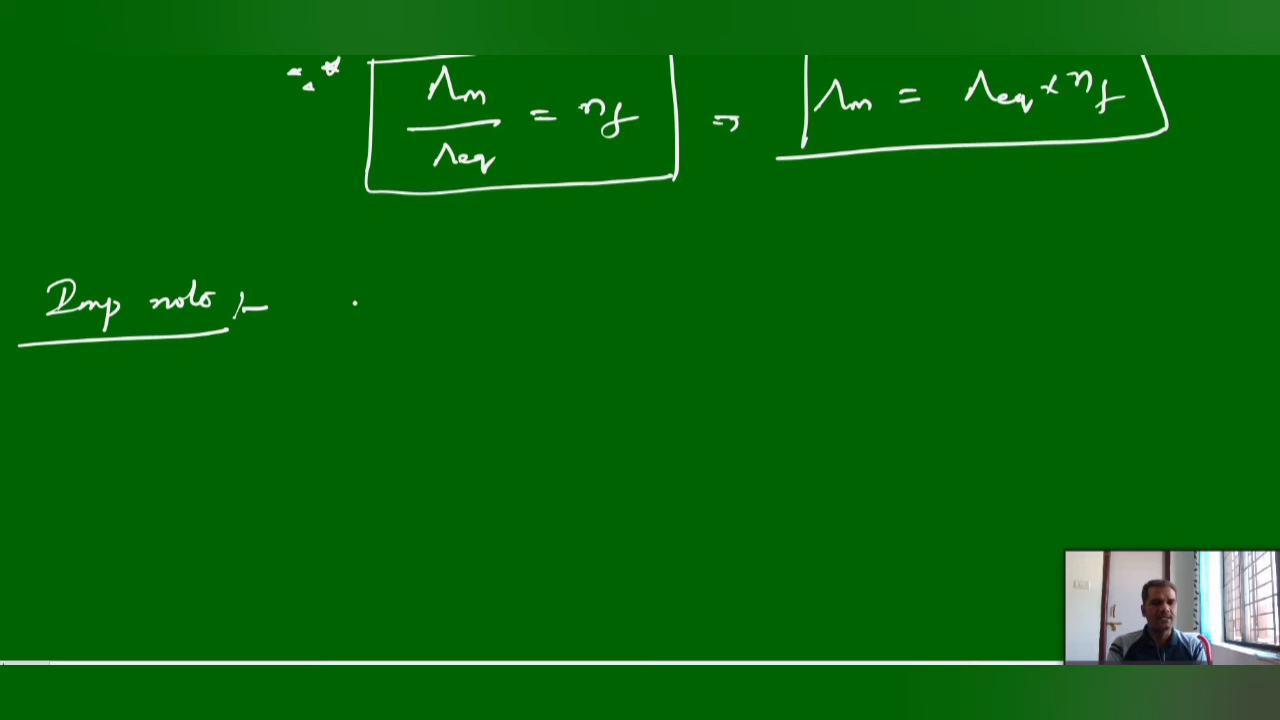 Λm / Λeq = nf ⇒ Λm = Λeq × nf
Imp note :-